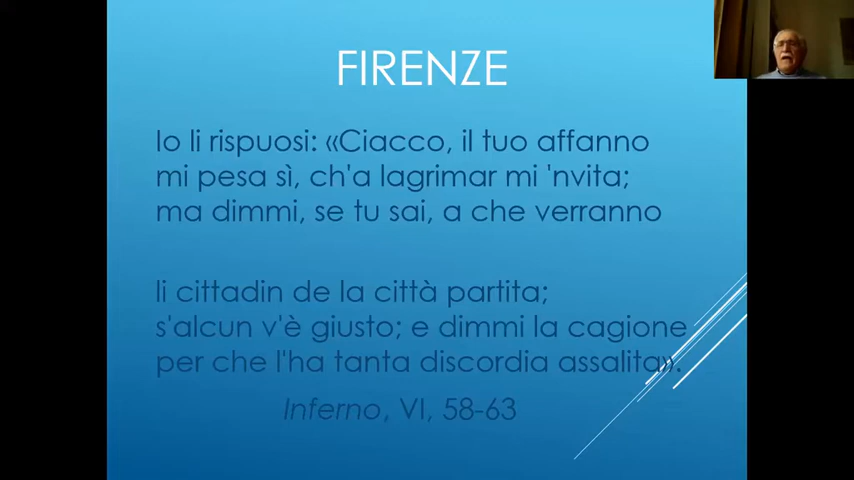 FIRENZE
Io li rispuosi: «Ciacco, il tuo affanno
mi pesa sì, ch'a lagrimar mi 'nvita;
ma dimmi, se tu sai, a che verranno
li cittadin de la città partita;
s'alcun v'è giusto; e dimmi la cagione
per che l'ha tanta discordia assalita».
Inferno, VI, 58-63